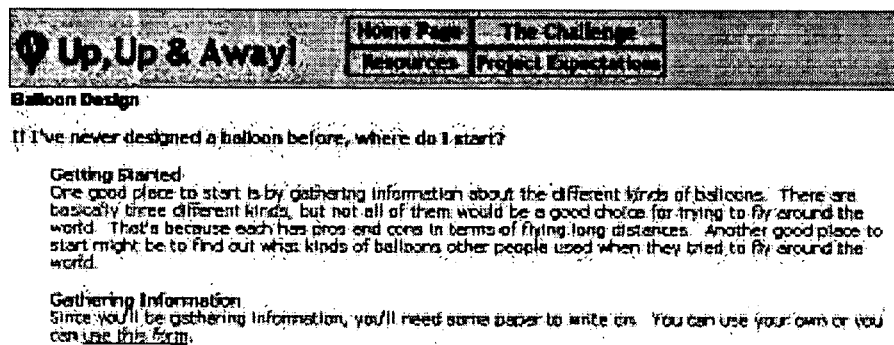 Up, Up & Away!
Home Page
The Challenge
Resources
Project Expectations
Balloon Design
If I've never designed a balloon before, where do I start?
Getting Started
One good place to start is by gathering information about the different kinds of balloons. There are
basically three different kinds, but not all of them would be a good choice for trying to fly around the
world. That's because each has pros and cons in terms of flying long distances. Another good place to
start might be to find out what kinds of balloons other people used when they tried to fly around the
world.
Gathering Information
Since you'll be gathering information, you'll need some paper to write on. You can use your own or you
can use this form.